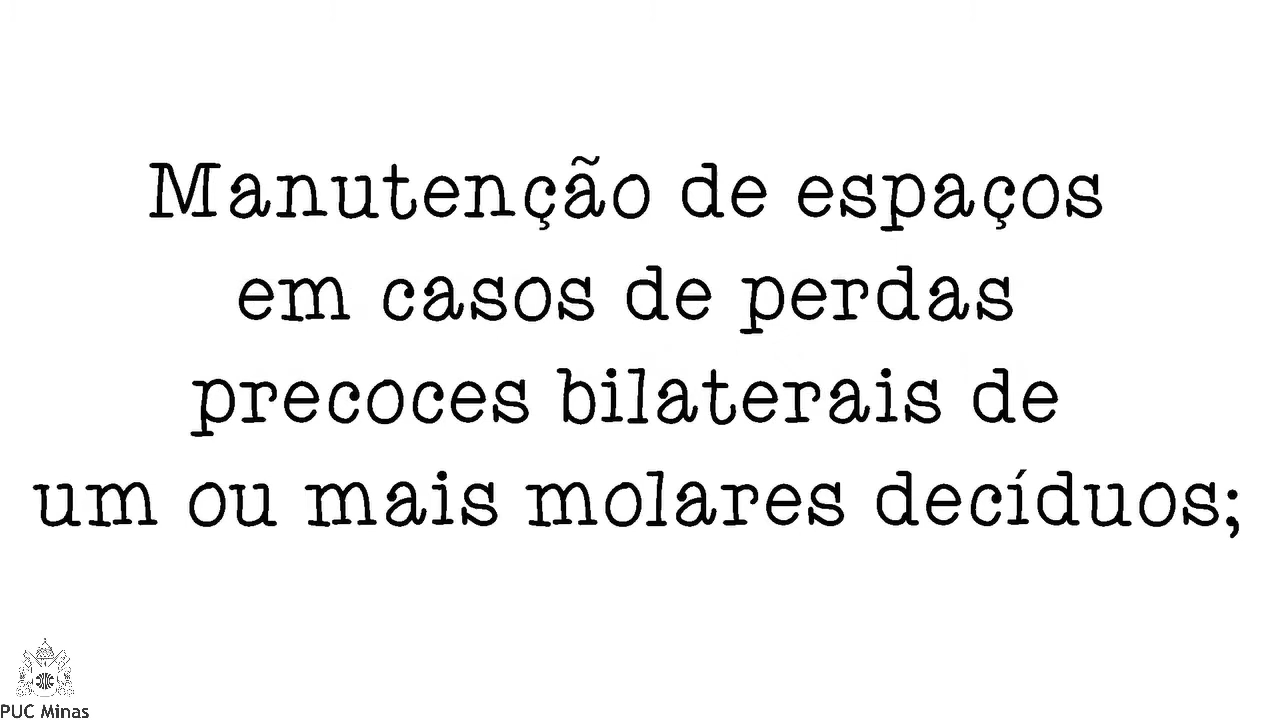 Manutenção de espaços
em casos de perdas
precoces bilaterais de
um ou mais molares decíduos;
PUC Minas